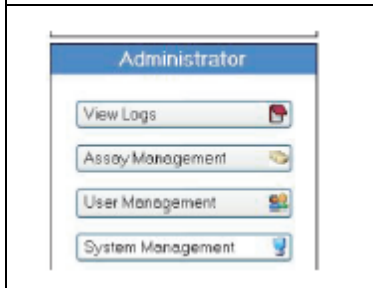 Administrator
View Logs
Assay Management
User Management
System Management